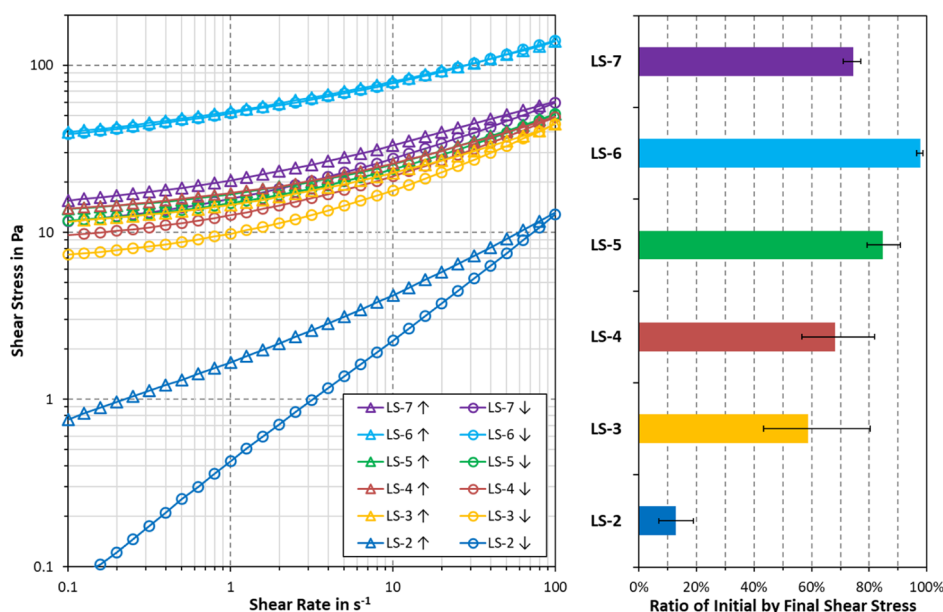 100
10
1
0.1
0.1
1
10
100
Shear Stress in Pa
Shear Rate in s⁻¹
LS-7 ↑ LS-7 ↓
LS-6 ↑ LS-6 ↓
LS-5 ↑ LS-5 ↓
LS-4 ↑ LS-4 ↓
LS-3 ↑ LS-3 ↓
LS-2 ↑ LS-2 ↓
LS-7
LS-6
LS-5
LS-4
LS-3
LS-2
0% 20% 40% 60% 80% 100%
Ratio of Initial by Final Shear Stress